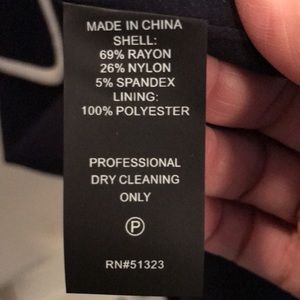 MADE IN CHINA
SHELL:
69% RAYON
26% NYLON
5% SPANDEX
LINING:
100% POLYESTER
PROFESSIONAL
DRY CLEANING
ONLY
P
RN#51323